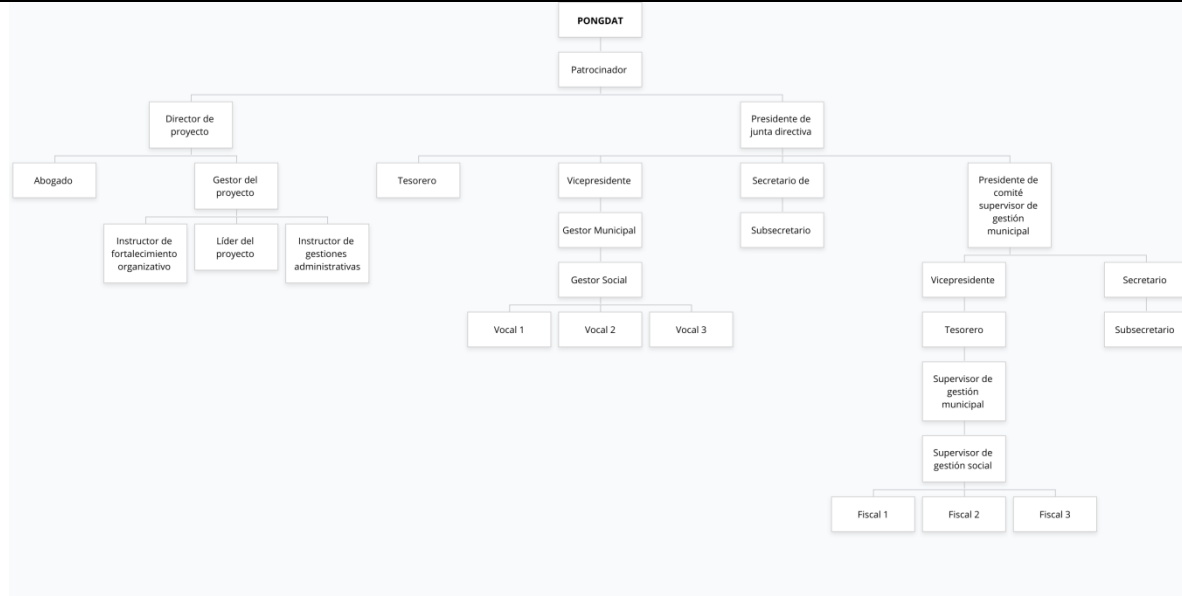 PONGDAT
Patrocinador
Director de
proyecto
Presidente de
junta directiva
Abogado
Gestor del
proyecto
Tesorero
Vicepresidente
Secretario de
Presidente de
comité
supervisor de
gestión
municipal
Instructor de
fortalecimiento
organizativo
Líder del
proyecto
Instructor de
gestiones
administrativas
Gestor Municipal
Subsecretario
Gestor Social
Vicepresidente
Secretario
Vocal 1
Vocal 2
Vocal 3
Tesorero
Subsecretario
Supervisor de
gestión
municipal
Supervisor de
gestión social
Fiscal 1
Fiscal 2
Fiscal 3